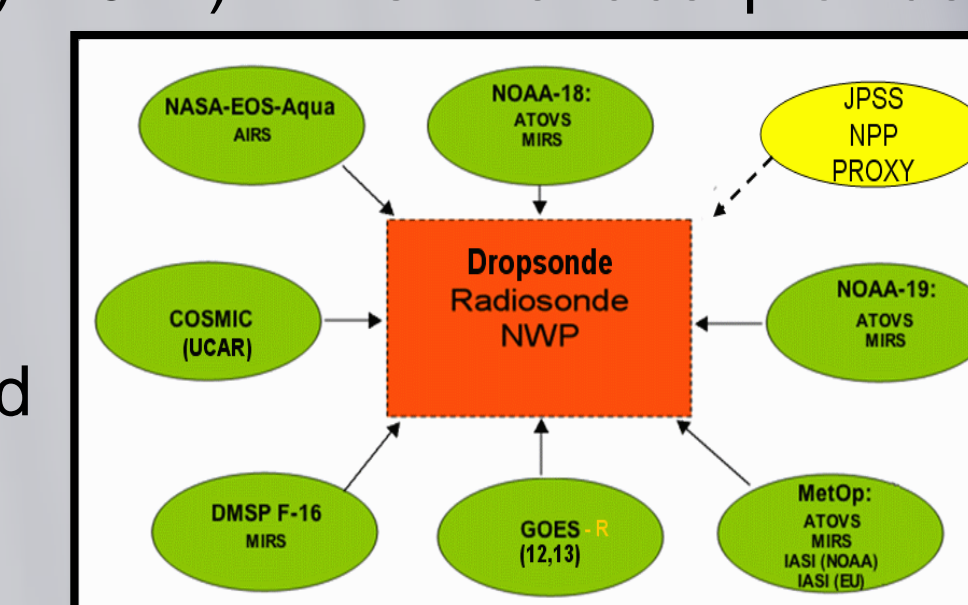 NASA-EOS-Aqua
AIRS
NOAA-18:
ATOVS
MIRS
JPSS
NPP
PROXY
Dropsonde
Radiosonde
NWP
COSMIC
(UCAR)
NOAA-19:
ATOVS
MIRS
d
DMSP F-16
MIRS
GOES - R
(12,13)
MetOp:
ATOVS
MIRS
IASI (NOAA)
IASI (EU)